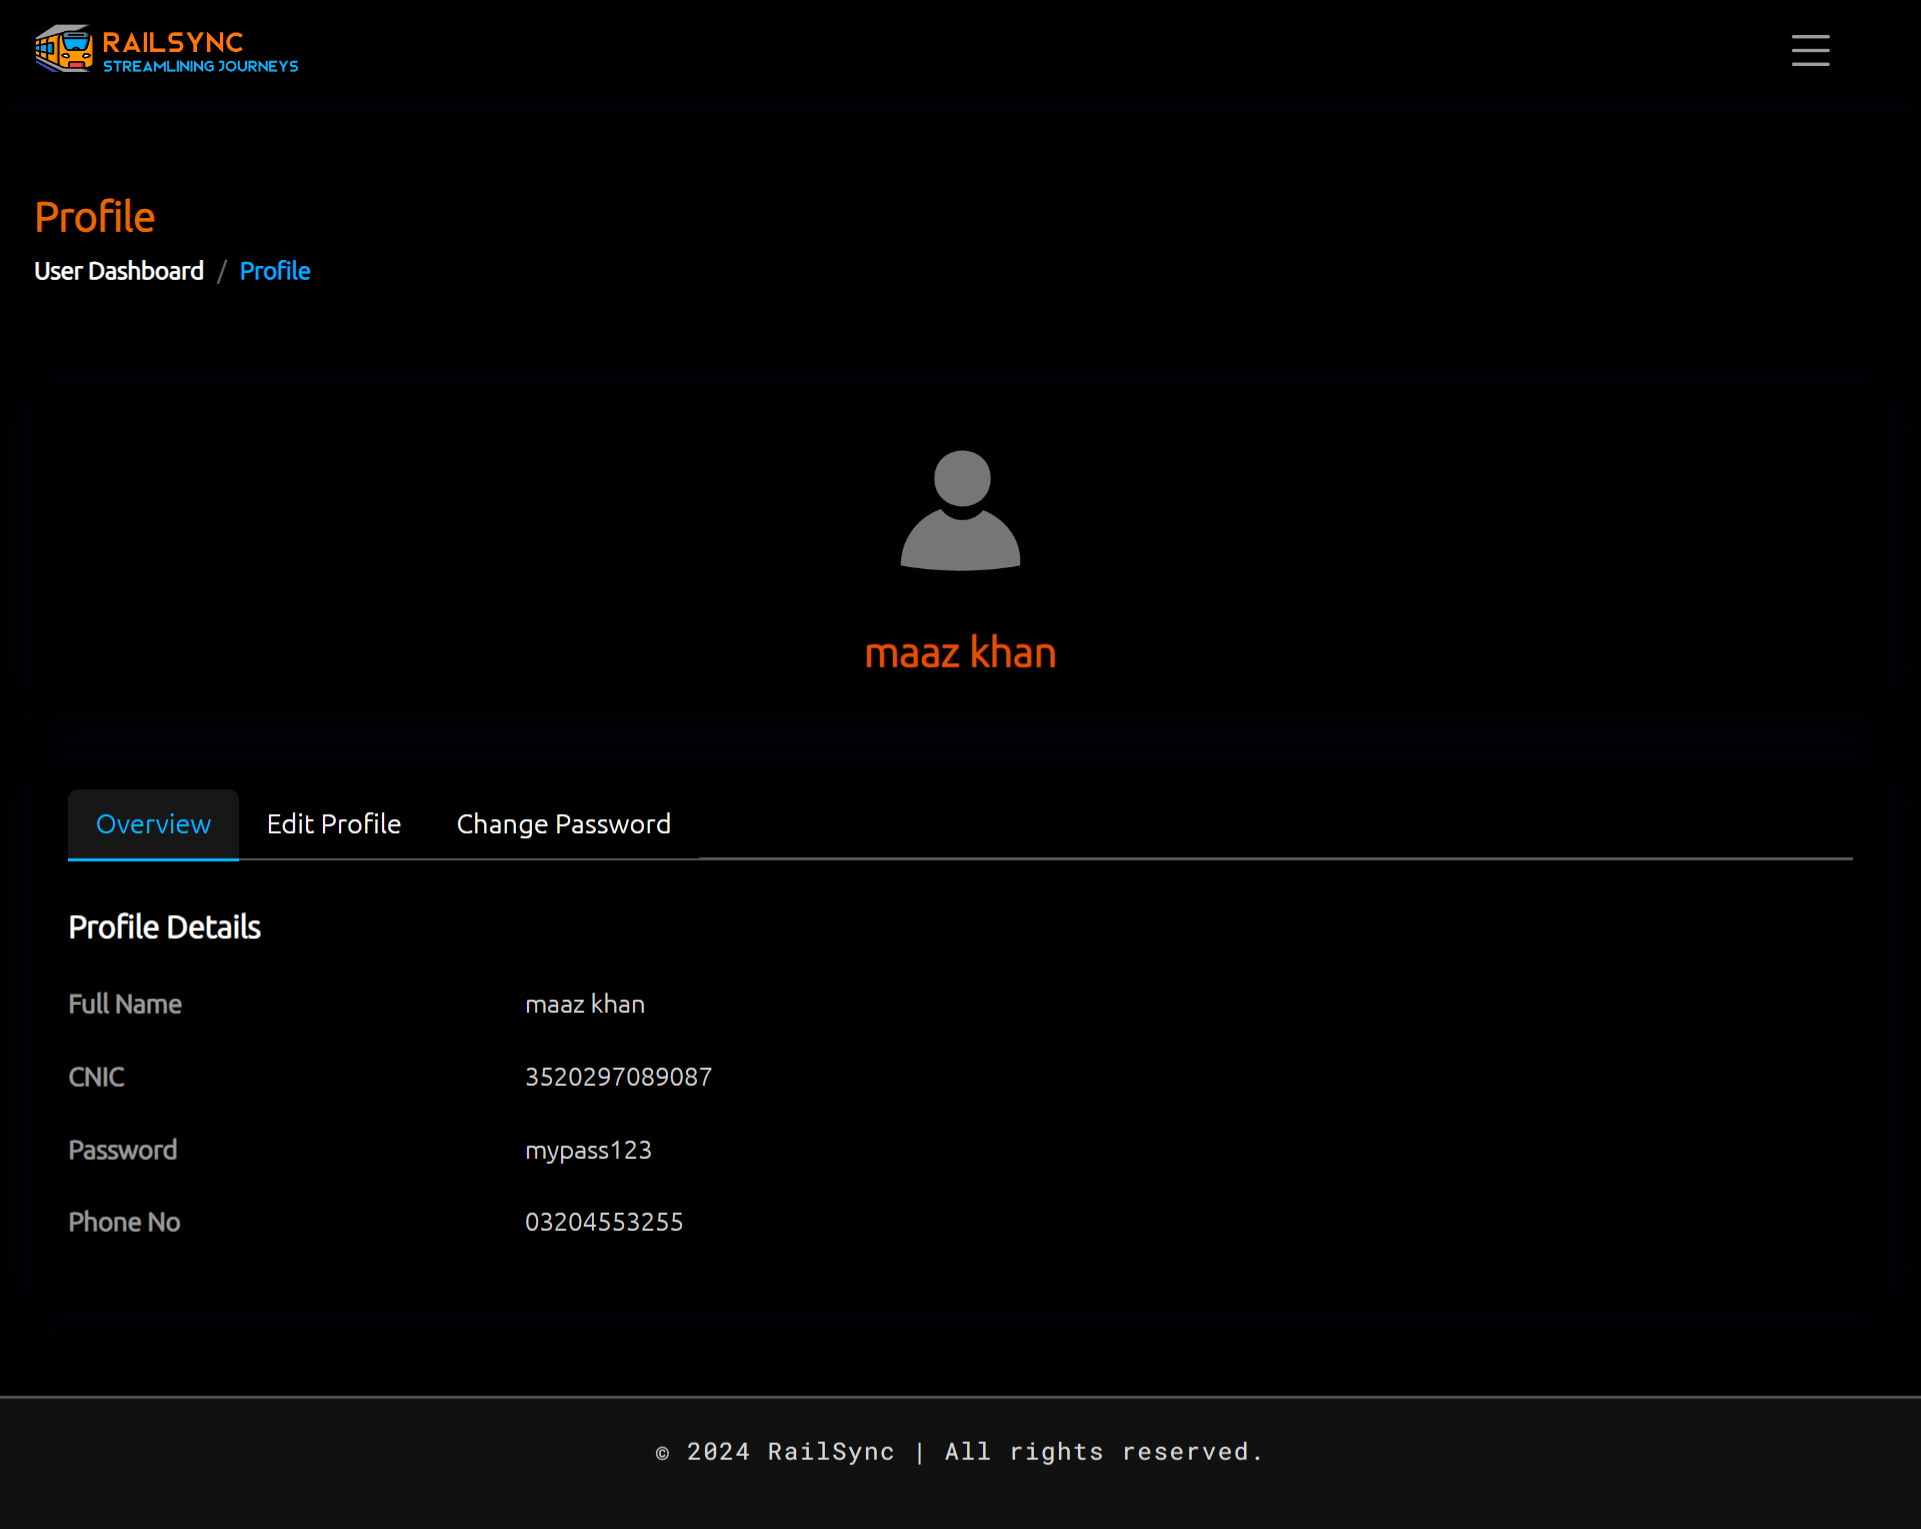 RAILSYNC
STREAMLINING JOURNEYS
Profile
User Dashboard / Profile
maaz khan
Overview Edit Profile Change Password
Profile Details
Full Name maaz khan
CNIC 3520297089087
Password mypass123
Phone No 03204553255
© 2024 RailSync | All rights reserved.